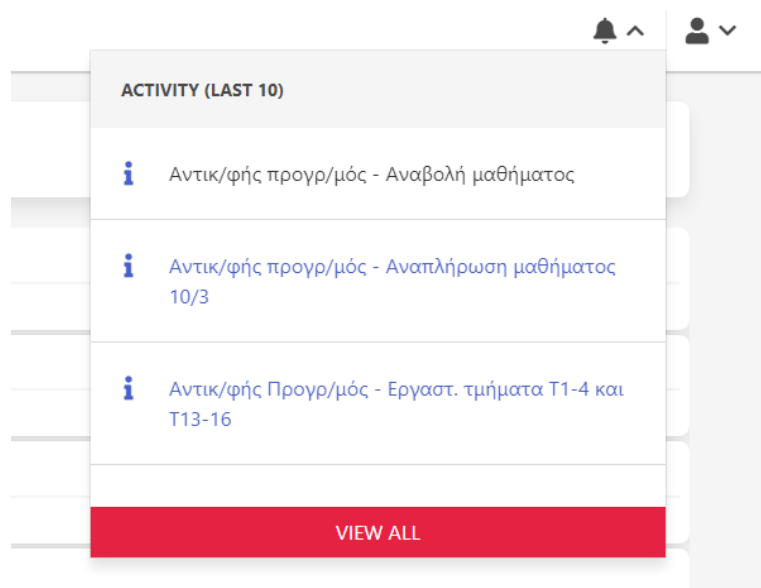 ACTIVITY (LAST 10)
Αντικ/φής προγρ/μός - Αναβολή μαθήματος
Αντικ/φής προγρ/μός - Αναπλήρωση μαθήματος
10/3
Αντικ/φής Προγρ/μός - Εργαστ. τμήματα Τ1-4 και
Τ13-16
VIEW ALL